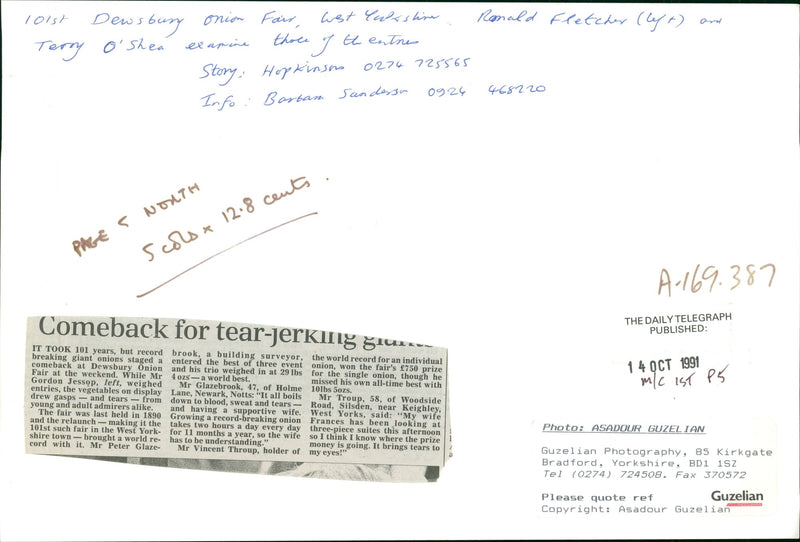 101st Dewsbury Onion Fair, West Yorkshire. Ronald Fletcher (left) and
Terry O'Shea examine three of the entries
Story: Hopkinson 0274 725565
Info: Barbara Sanderson 0924 468220
PAGE 5 NORTH
5 cols x 12.8 cents.
A.169.387
THE DAILY TELEGRAPH
PUBLISHED:
14 OCT 1991
M/C 1ST P5
Comeback for tear-jerking giants
IT TOOK 101 years, but record
breaking giant onions staged a
comeback at Dewsbury Onion
Fair at the weekend. While Mr
Gordon Jessop, left, weighed
entries, the vegetables on display
drew gasps — and tears — from
young and adult admirers alike.
The fair was last held in 1890
and the relaunch — making it the
101st such fair in the West York-
shire town — brought a world re-
cord with it. Mr Peter Glaze-
brook, a building surveyor,
entered the best of three event
and his trio weighed in at 29 lbs
4 ozs — a world best.
Mr Glazebrook, 47, of Holme
Lane, Newark, Notts: "It all boils
down to blood, sweat and tears —
and having a supportive wife.
Growing a record-breaking onion
takes two hours a day every day
for 11 months a year, so the wife
has to be understanding."
Mr Vincent Throup, holder of
the world record for an individual
onion, won the fair's £750 prize
for the single onion, though he
missed his own all-time best with
10lbs 5ozs.
Mr Troup, 58, of Woodside
Road, Silsden, near Keighley,
West Yorks, said: "My wife
Frances has been looking at
three-piece suites this afternoon
so I think I know where the prize
money is going. It brings tears to
my eyes!"
Photo: ASADOUR GUZELIAN
Guzelian Photography, 85 Kirkgate
Bradford, Yorkshire, BD1 1SZ
Tel (0274) 724508. Fax 370572
Please quote ref
Guzelian
Copyright: Asadour Guzelian